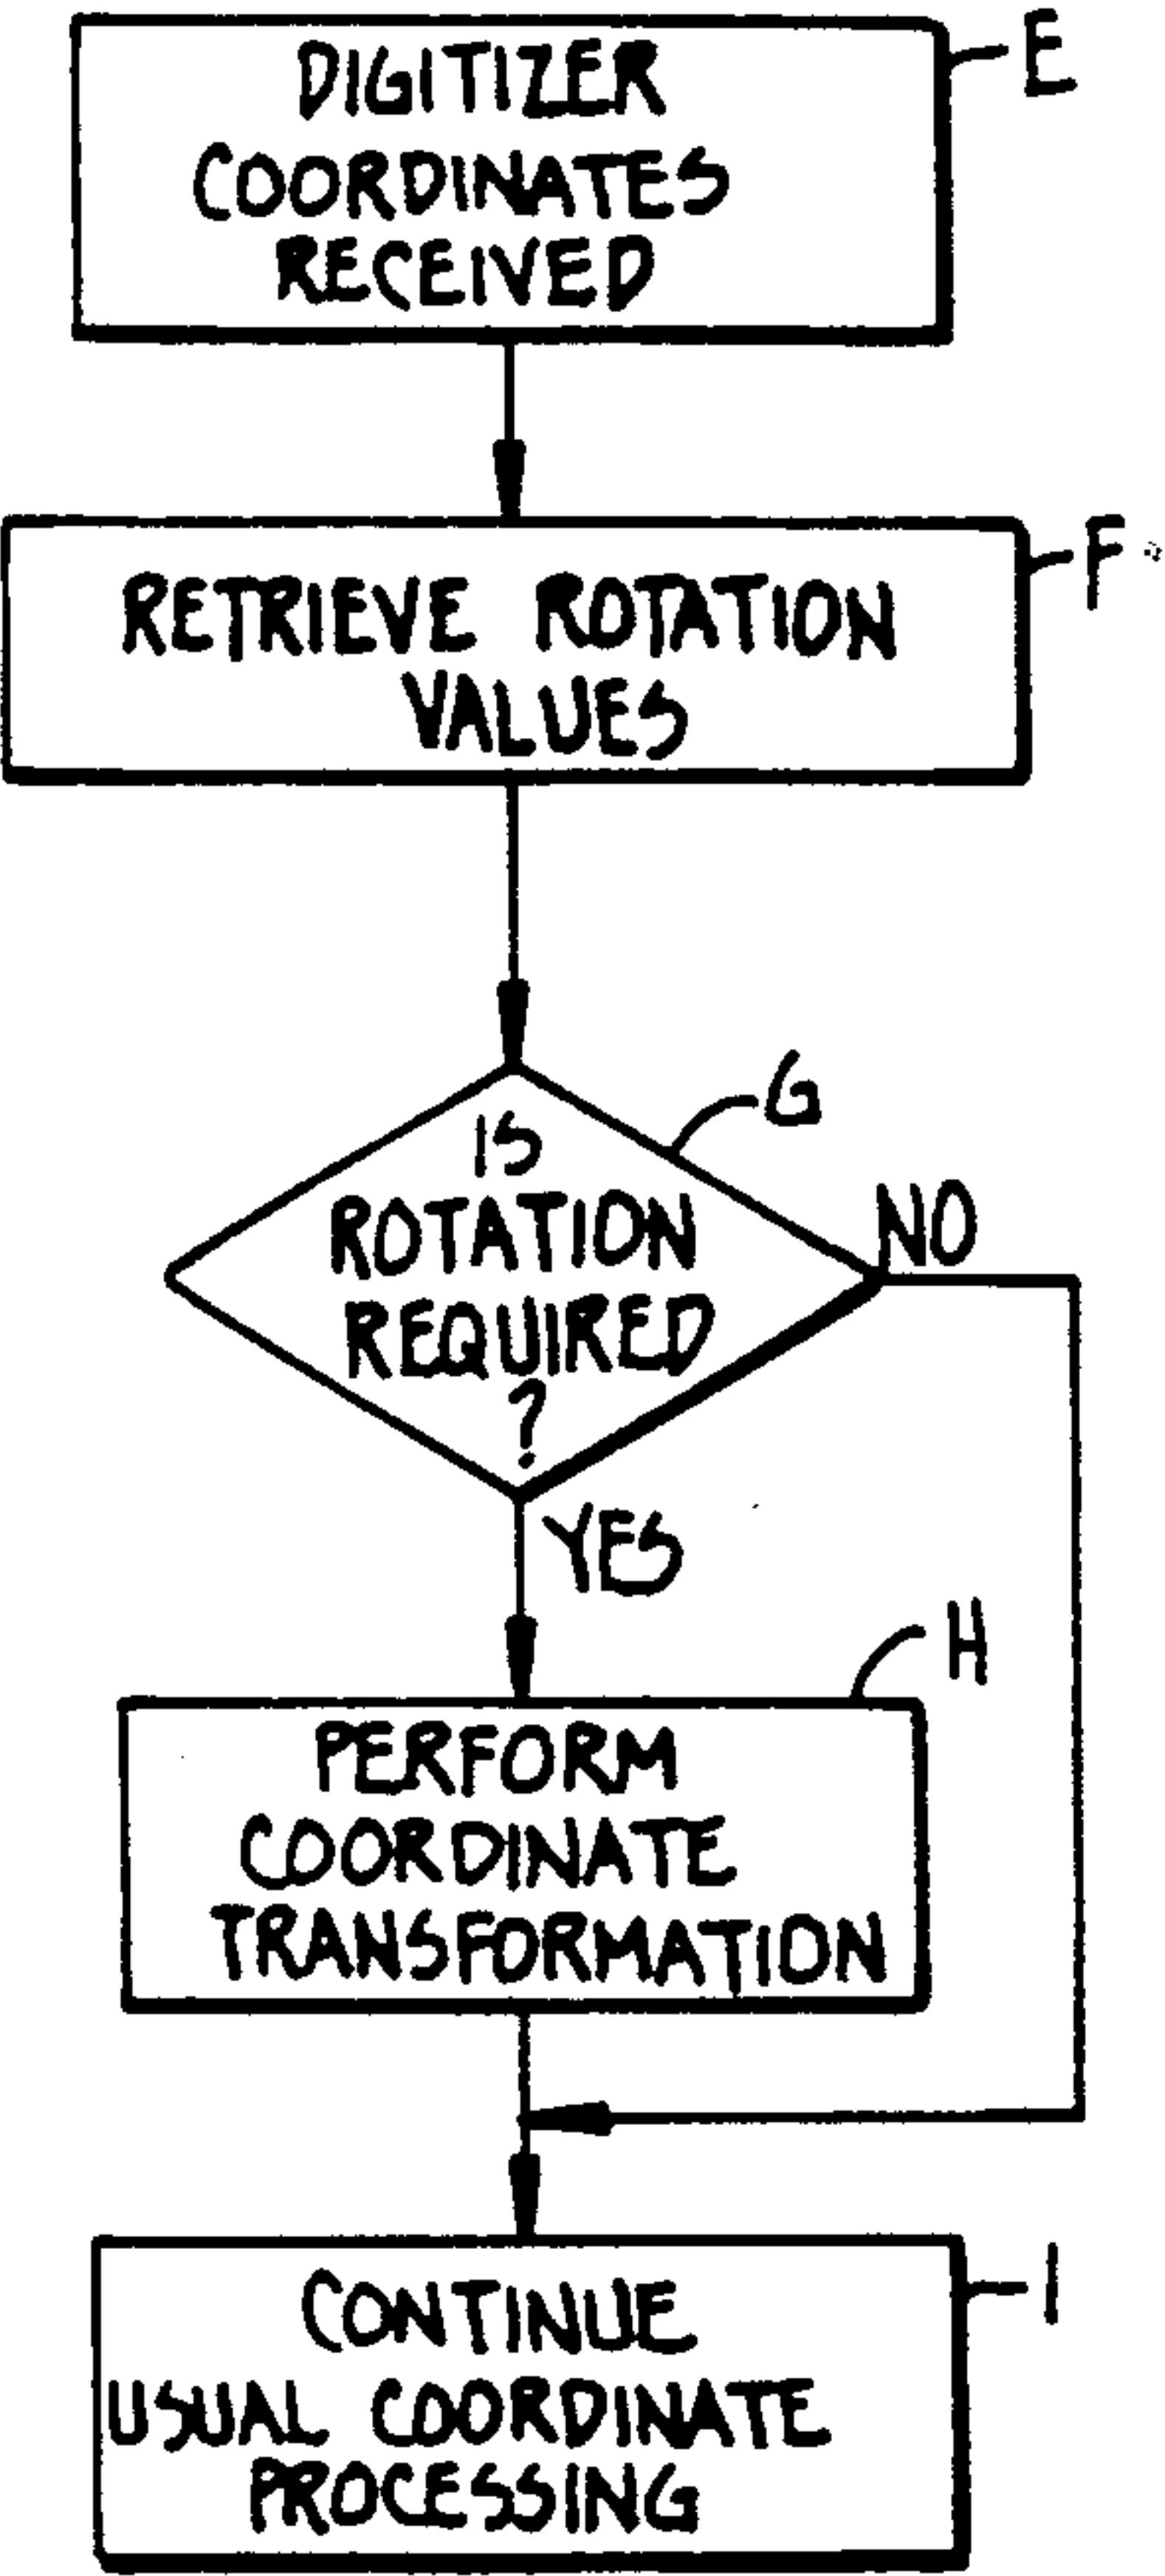 DIGITIZER
COORDINATES
RECEIVED
E
RETRIEVE ROTATION
VALUES
F
IS
ROTATION
REQUIRED
?
G
NO
YES
H
PERFORM
COORDINATE
TRANSFORMATION
CONTINUE
USUAL COORDINATE
PROCESSING
I